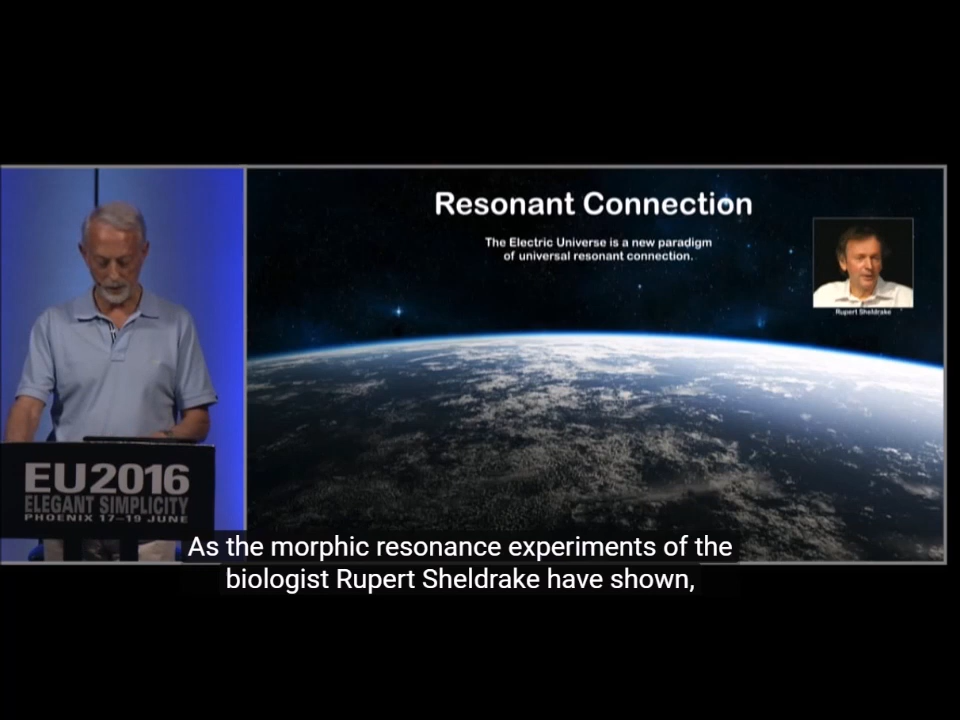 Resonant Connection
The Electric Universe is a new paradigm
of universal resonant connection.
Rupert Sheldrake
EU2016
ELEGANT SIMPLICITY
PHOENIX 17–19 JUNE
As the morphic resonance experiments of the
biologist Rupert Sheldrake have shown,